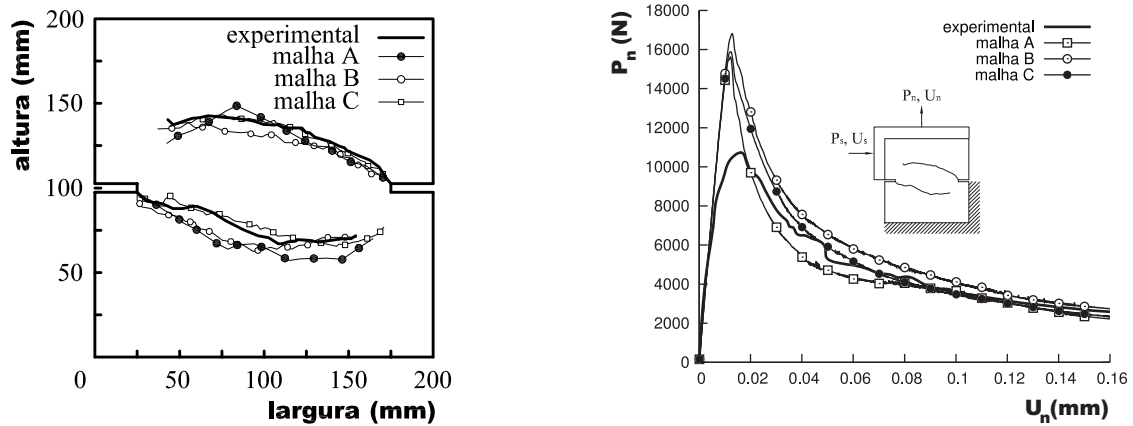 200
150
100
50
0
50
100
150
200
altura (mm)
largura (mm)
experimental
malha A
malha B
malha C
18000
16000
14000
12000
10000
8000
6000
4000
2000
0
0
0.02
0.04
0.06
0.08
0.1
0.12
0.14
0.16
Pn (N)
Un(mm)
experimental
malha A
malha B
malha C
Pn, Un
Ps, Us